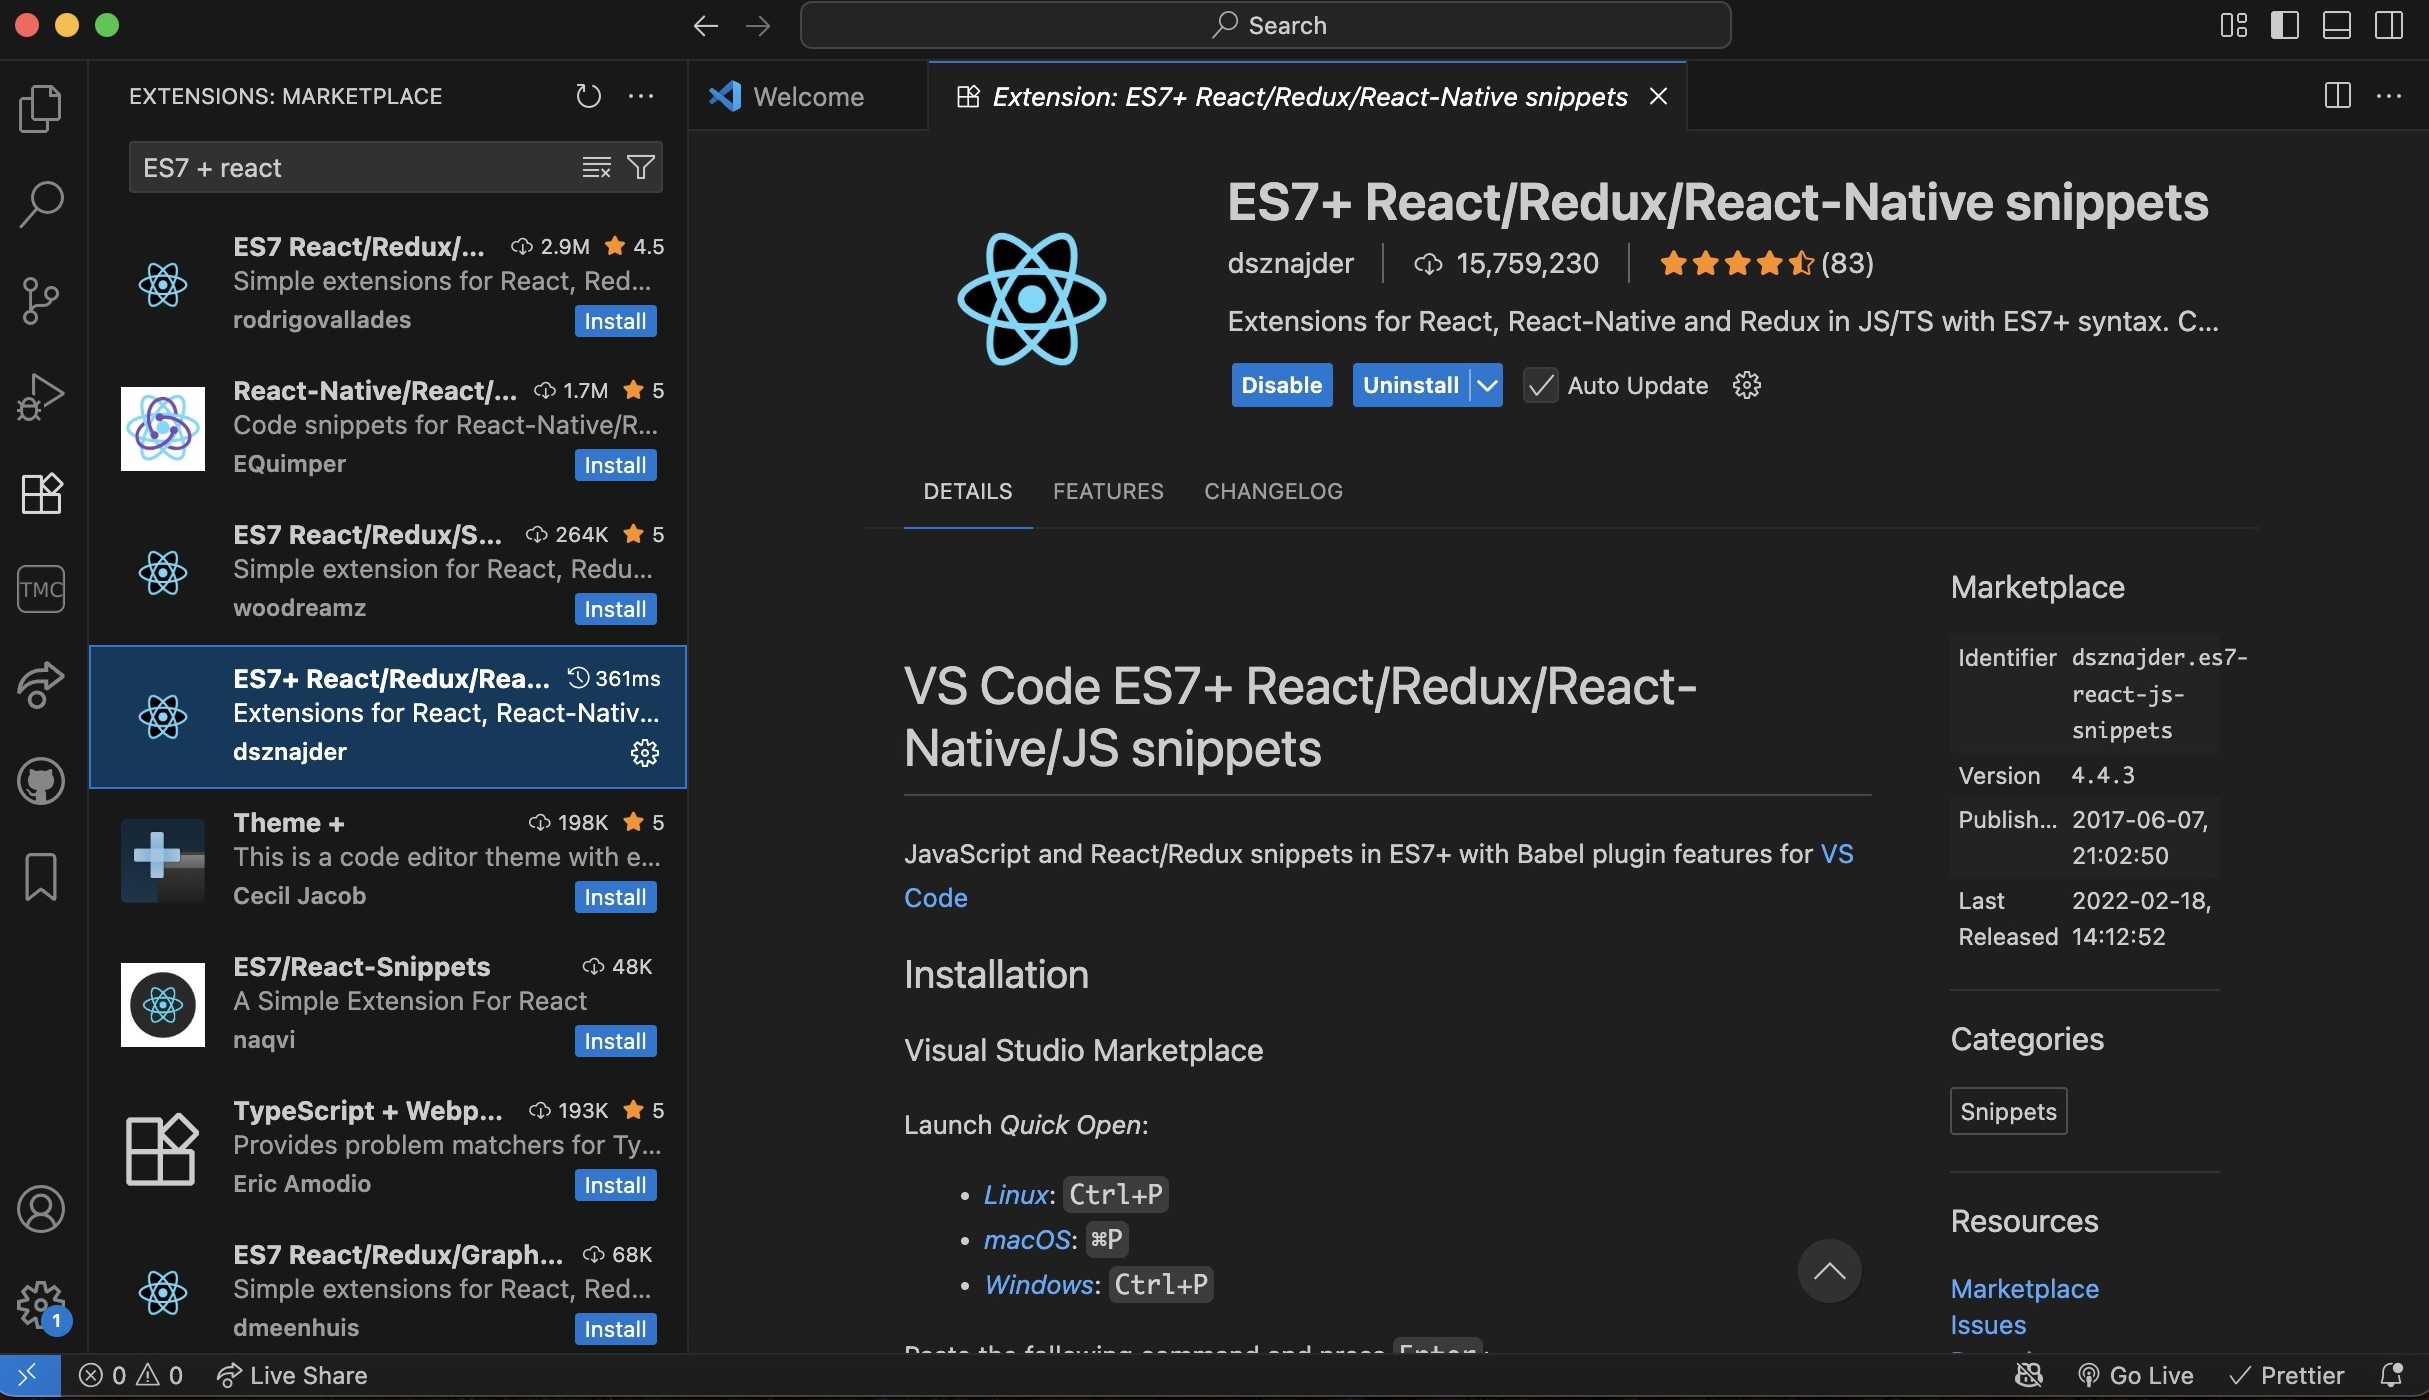 Search
EXTENSIONS: MARKETPLACE
ES7 + react
ES7 React/Redux/... 2.9M 4.5
Simple extensions for React, Red...
rodrigovallades Install
React-Native/React/... 1.7M 5
Code snippets for React-Native/R...
EQuimper Install
ES7 React/Redux/S... 264K 5
Simple extension for React, Redu...
woodreamz Install
ES7+ React/Redux/Rea... 361ms
Extensions for React, React-Nativ...
dsznajder
Theme + 198K 5
This is a code editor theme with e...
Cecil Jacob Install
ES7/React-Snippets 48K
A Simple Extension For React
naqvi Install
TypeScript + Webp... 193K 5
Provides problem matchers for Ty...
Eric Amodio Install
ES7 React/Redux/Graph... 68K
Simple extensions for React, Red...
dmeenhuis Install
TMC
1
Welcome
Extension: ES7+ React/Redux/React-Native snippets
ES7+ React/Redux/React-Native snippets
dsznajder 15,759,230 (83)
Extensions for React, React-Native and Redux in JS/TS with ES7+ syntax. C...
Disable Uninstall Auto Update
DETAILS FEATURES CHANGELOG
VS Code ES7+ React/Redux/React-
Native/JS snippets
JavaScript and React/Redux snippets in ES7+ with Babel plugin features for VS
Code
Installation
Visual Studio Marketplace
Launch Quick Open:
• Linux: Ctrl+P
• macOS: ⌘P
• Windows: Ctrl+P
Paste the following command and press Enter:
Marketplace
Identifier dsznajder.es7-
react-js-
snippets
Version 4.4.3
Publish... 2017-06-07,
21:02:50
Last 2022-02-18,
Released 14:12:52
Categories
Snippets
Resources
Marketplace
Issues
0 0 Live Share
Go Live Prettier